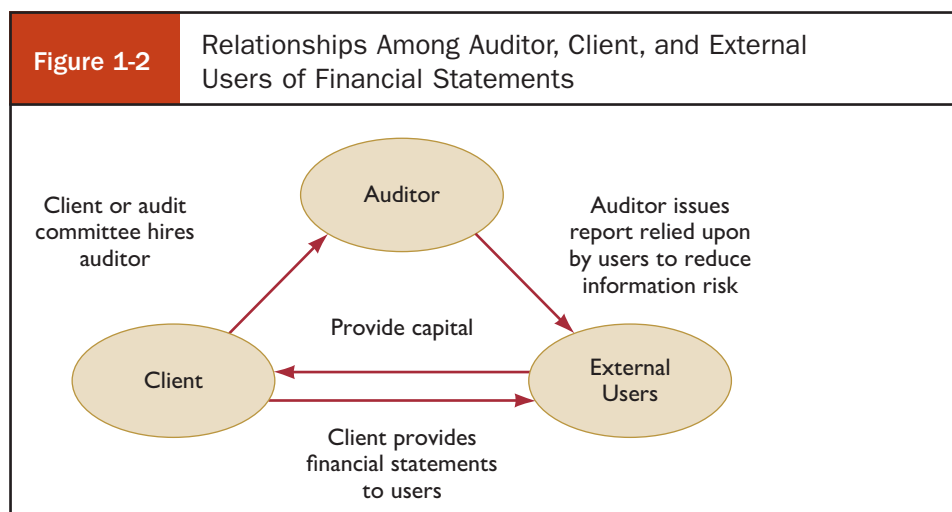 Figure 1-2
Relationships Among Auditor, Client, and External
Users of Financial Statements
Auditor
Client or audit
committee hires
auditor
Auditor issues
report relied upon
by users to reduce
information risk
Provide capital
Client
External
Users
Client provides
financial statements
to users